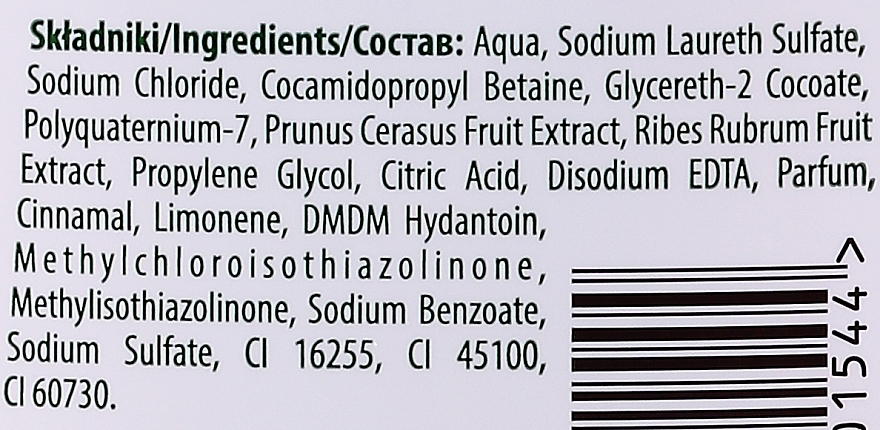 Składniki/Ingredients/Состав: Aqua, Sodium Laureth Sulfate,
Sodium Chloride, Cocamidopropyl Betaine, Glycereth-2 Cocoate,
Polyquaternium-7, Prunus Cerasus Fruit Extract, Ribes Rubrum Fruit
Extract, Propylene Glycol, Citric Acid, Disodium EDTA, Parfum,
Cinnamal, Limonene, DMDM Hydantoin,
Methylchloroisothiazolinone,
Methylisothiazolinone, Sodium Benzoate,
Sodium Sulfate, CI 16255, CI 45100,
CI 60730.
01544 >